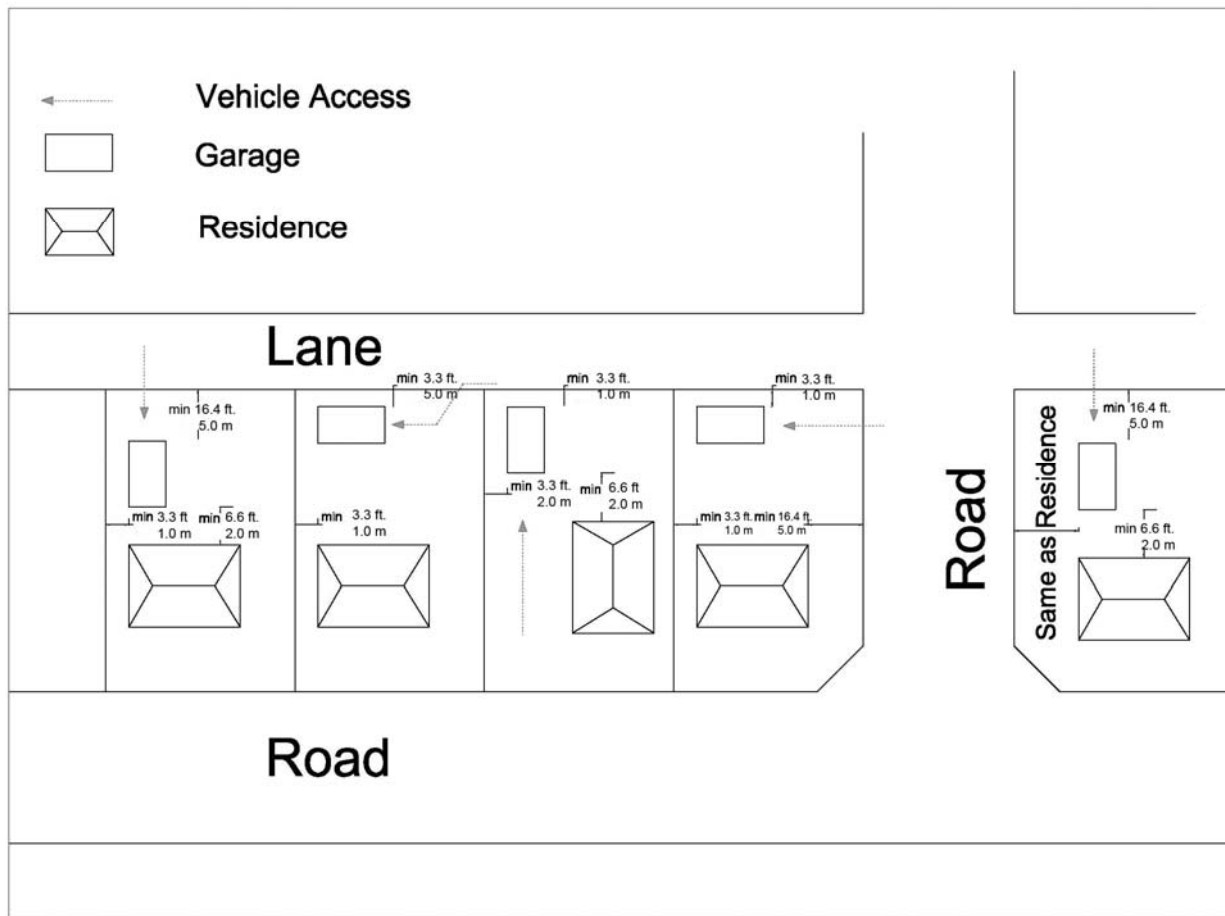 Vehicle Access
Garage
Residence
Lane
min 16.4 ft.
5.0 m
min 3.3 ft.
5.0 m
min 3.3 ft.
1.0 m
min 3.3 ft.
1.0 m
min 16.4 ft.
5.0 m
min 3.3 ft
1.0 m
min 6.6 ft.
2.0 m
min 3.3 ft.
1.0 m
min 3.3 ft.
2.0 m
min 6.6 ft
2.0 m
min 3.3 ft.
1.0 m
min 16.4 ft.
5.0 m
Road
Same as Residence
min 6.6 ft.
2.0 m
Road